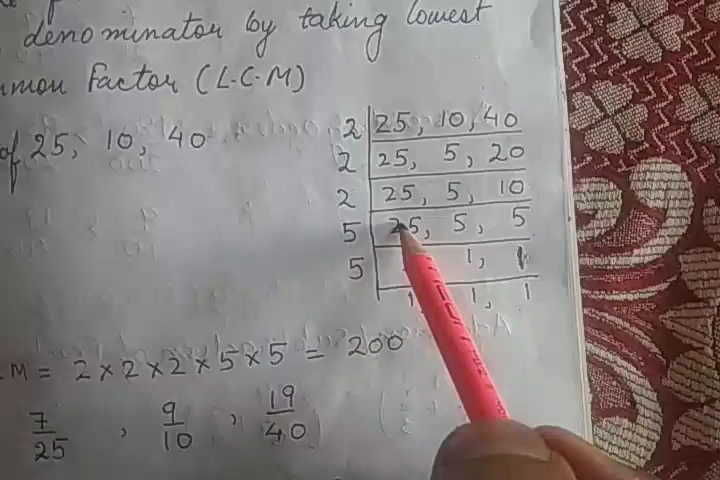 denominator by taking lowest
Factor (L.C.M)
of 25, 10, 40
2 | 25, 10, 40
2 | 25, 5, 20
2 | 25, 5, 10
5 | 25, 5, 5
5 | 1, 1
1, 1, 1
M = 2 × 2 × 2 × 5 × 5 = 200
7/25 , 9/10 , 19/40